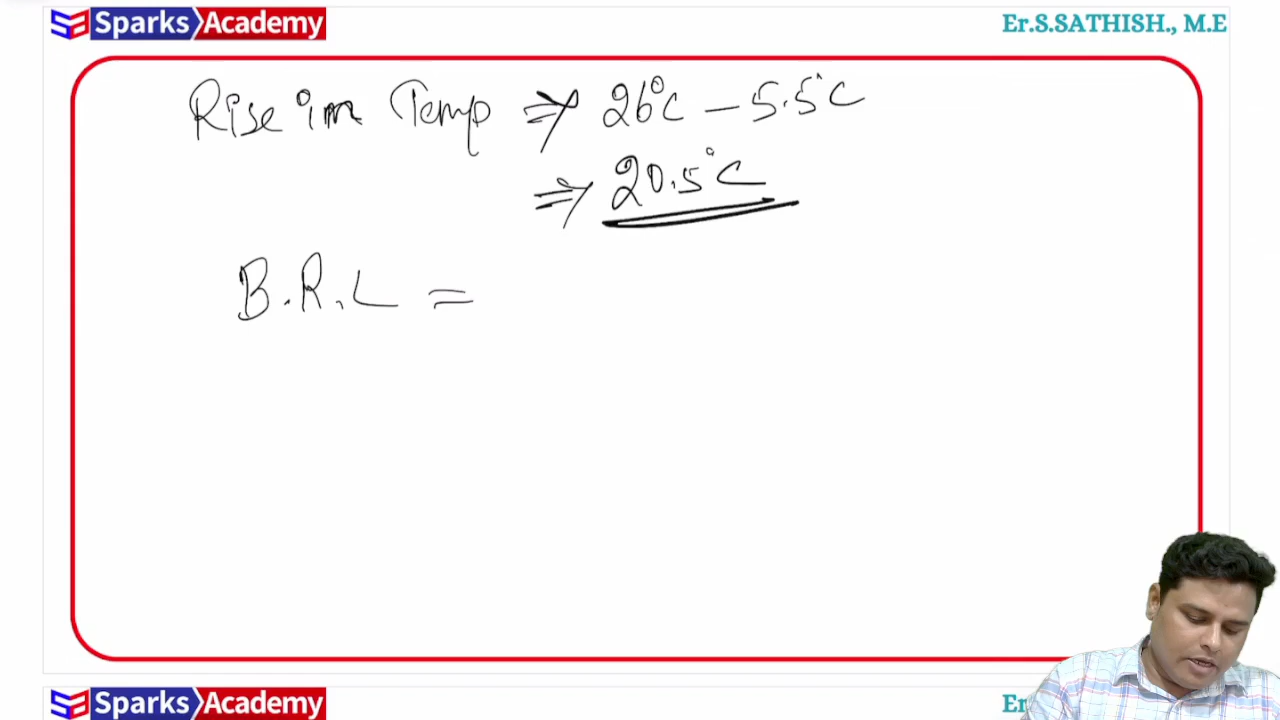 Sparks Academy
Er.S.SATHISH., M.E
Rise in Temp ⇒ 26°C – 5.5°C
⇒ 20.5°C
B.R.L =
Sparks Academy
Er